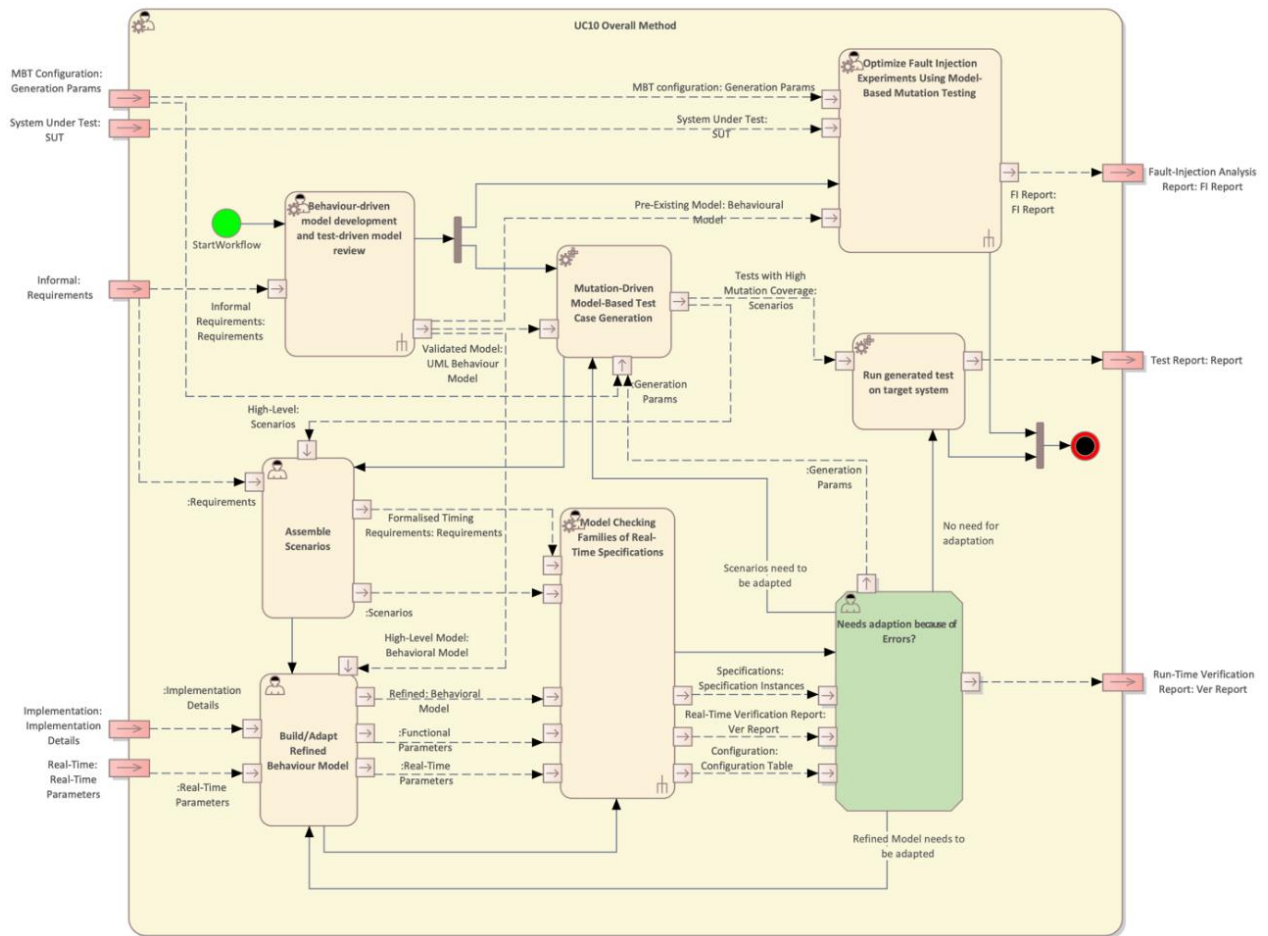 UC10 Overall Method
MBT Configuration:
Generation Params
System Under Test:
SUT
Informal:
Requirements
Implementation:
Implementation
Details
Real-Time:
Real-Time
Parameters
MBT configuration: Generation Params
System Under Test:
SUT
Optimize Fault Injection
Experiments Using Model-
Based Mutation Testing
FI Report:
FI Report
Fault-Injection Analysis
Report: FI Report
StartWorkflow
Behaviour-driven
model development
and test-driven model
review
Informal
Requirements:
Requirements
Pre-Existing Model: Behavioural
Model
Validated Model:
UML Behaviour
Model
Mutation-Driven
Model-Based Test
Case Generation
Tests with High
Mutation Coverage:
Scenarios
:Generation
Params
Run generated test
on target system
Test Report: Report
High-Level:
Scenarios
:Requirements
Assemble
Scenarios
Formalised Timing
Requirements: Requirements
:Scenarios
Model Checking
Families of Real-
Time Specifications
:Generation
Params
No need for
adaptation
Scenarios need to
be adapted
Needs adaption because of
Errors?
High-Level Model:
Behavioral Model
:Implementation
Details
:Real-Time
Parameters
Build/Adapt
Refined
Behaviour Model
Refined: Behavioral
Model
:Functional
Parameters
:Real-Time
Parameters
Specifications:
Specification Instances
Real-Time Verification Report:
Ver Report
Configuration:
Configuration Table
Run-Time Verification
Report: Ver Report
Refined Model needs to
be adapted